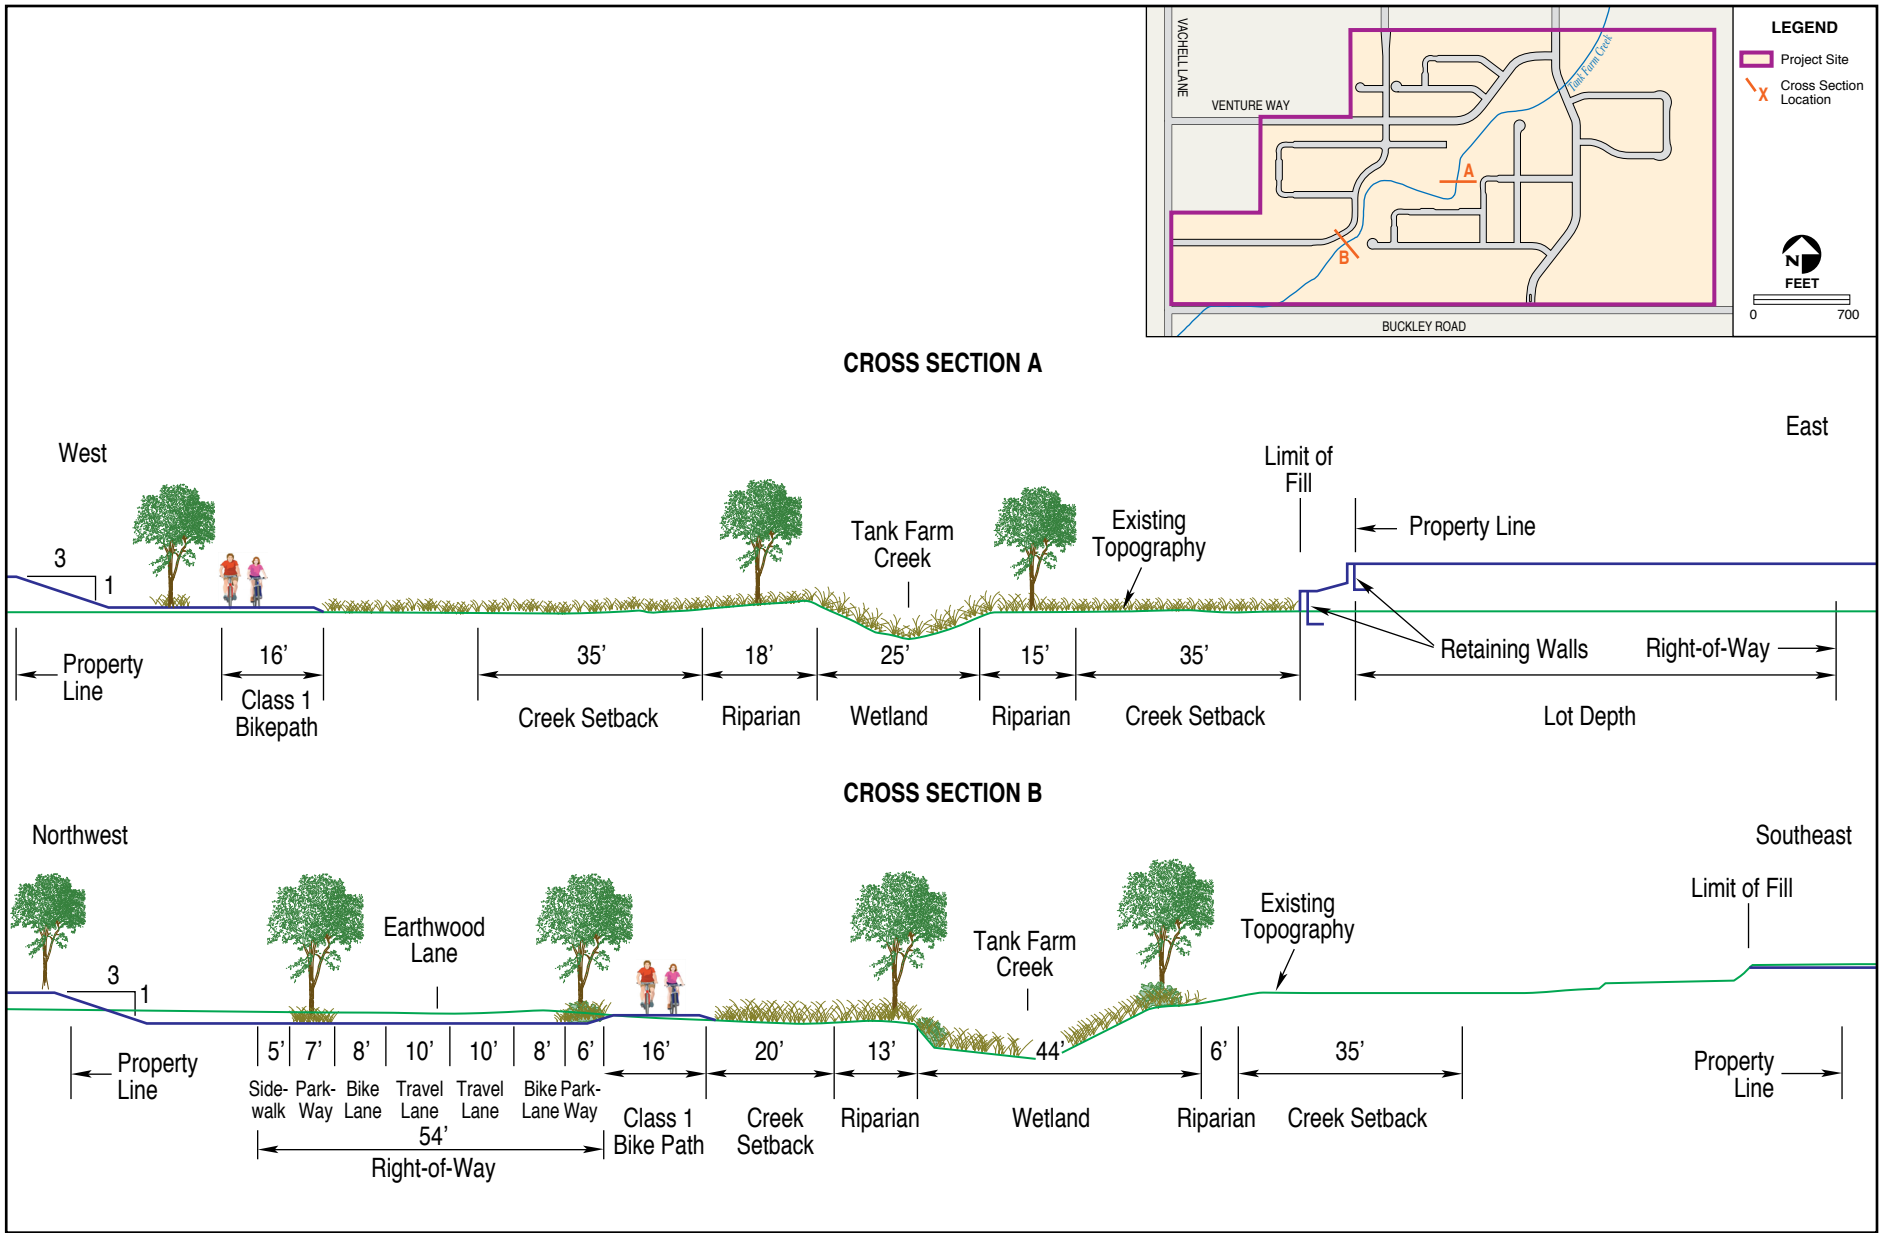 VACHELL LANE
VENTURE WAY
Tank Farm Creek
A
B
BUCKLEY ROAD
LEGEND
Project Site
X
Cross Section
Location
N
FEET
0 700
CROSS SECTION A
West
East
3
1
Tank Farm
Creek
Existing
Topography
Limit of
Fill
Property Line
Property
Line
16'
Class 1
Bikepath
35'
Creek Setback
18'
Riparian
25'
Wetland
15'
Riparian
35'
Creek Setback
Retaining Walls
Right-of-Way
Lot Depth
CROSS SECTION B
Northwest
Southeast
3
1
Earthwood
Lane
Tank Farm
Creek
Existing
Topography
Limit of Fill
Property
Line
5' 7' 8' 10' 10' 8' 6' 16' 20' 13' 44' 6' 35'
Side-
walk
Park-
Way
Bike
Lane
Travel
Lane
Travel
Lane
Bike
Lane
Park-
Way
54'
Right-of-Way
Class 1
Bike Path
Creek
Setback
Riparian
Wetland
Riparian
Creek Setback
Property
Line